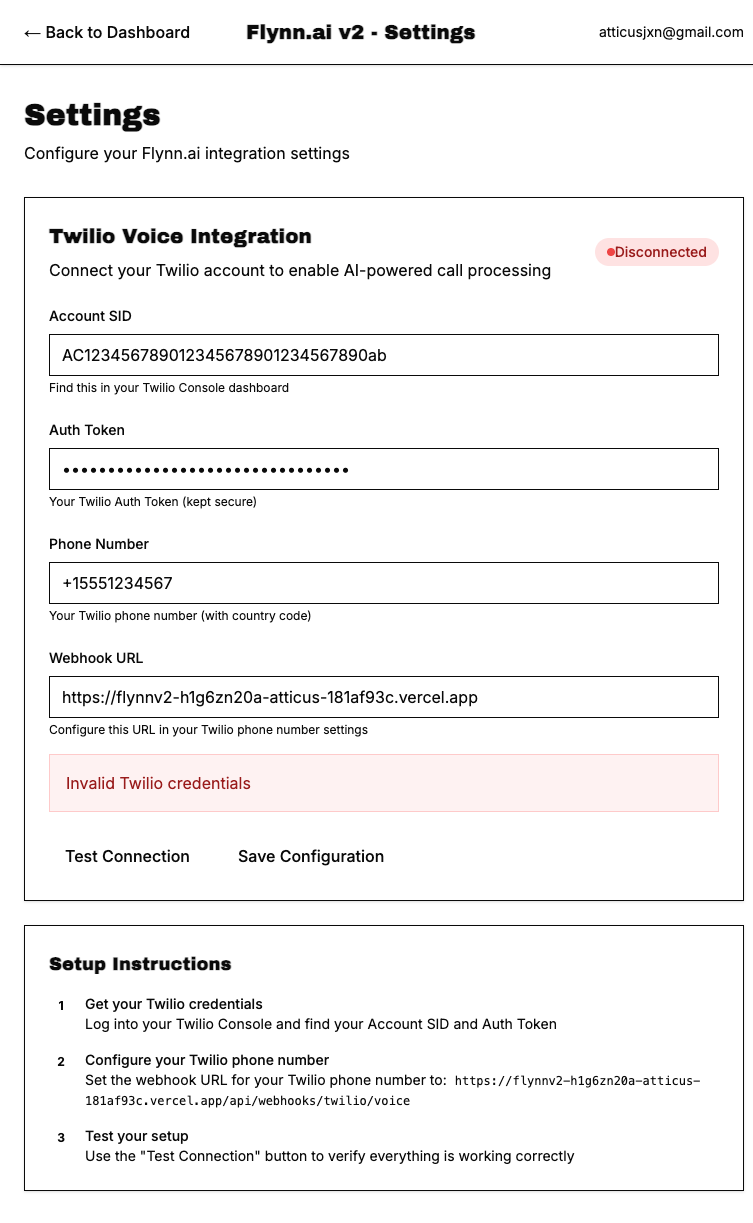 ← Back to Dashboard
Flynn.ai v2 - Settings
atticusjxn@gmail.com
Settings
Configure your Flynn.ai integration settings
Twilio Voice Integration
Connect your Twilio account to enable AI-powered call processing
Disconnected
Account SID
AC123456789012345678901234567890ab
Find this in your Twilio Console dashboard
Auth Token
••••••••••••••••••••••••••••••••
Your Twilio Auth Token (kept secure)
Phone Number
+15551234567
Your Twilio phone number (with country code)
Webhook URL
https://flynnv2-h1g6zn20a-atticus-181af93c.vercel.app
Configure this URL in your Twilio phone number settings
Invalid Twilio credentials
Test Connection
Save Configuration
Setup Instructions
1 Get your Twilio credentials
Log into your Twilio Console and find your Account SID and Auth Token
2 Configure your Twilio phone number
Set the webhook URL for your Twilio phone number to: https://flynnv2-h1g6zn20a-atticus-
181af93c.vercel.app/api/webhooks/twilio/voice
3 Test your setup
Use the "Test Connection" button to verify everything is working correctly